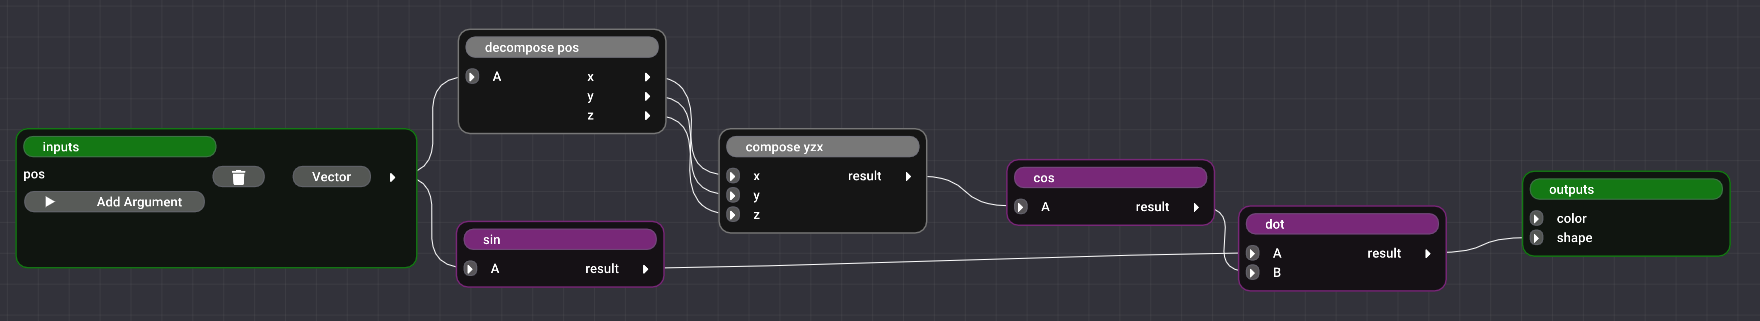 inputs
pos
Vector
Add Argument
decompose pos
A x
y
z
sin
A result
compose yzx
x result
y
z
cos
A result
dot
A result
B
outputs
color
shape